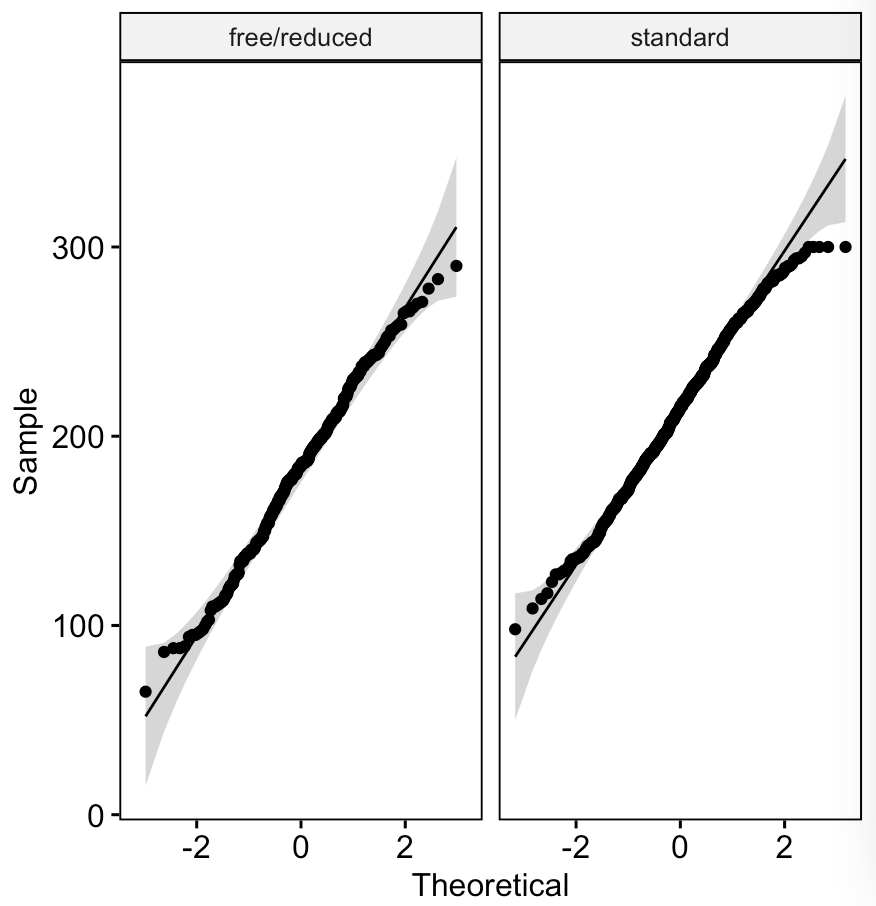 free/reduced
standard
Sample
300
200
100
0
-2 0 2
-2 0 2
Theoretical